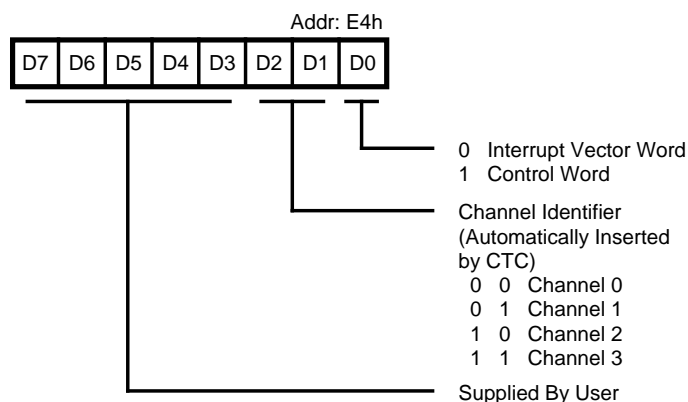 Addr: E4h
D7 D6 D5 D4 D3 D2 D1 D0
0 Interrupt Vector Word
1 Control Word
Channel Identifier
(Automatically Inserted
by CTC)
0 0 Channel 0
0 1 Channel 1
1 0 Channel 2
1 1 Channel 3
Supplied By User